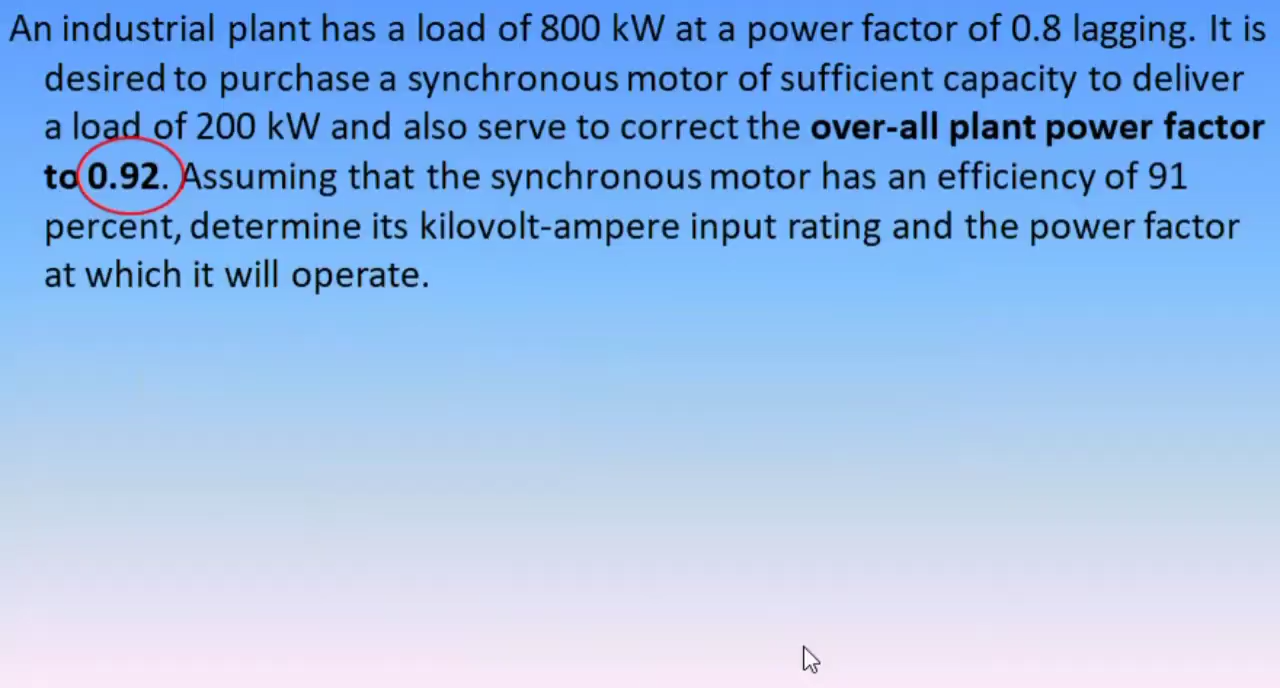 An industrial plant has a load of 800 kW at a power factor of 0.8 lagging. It is
desired to purchase a synchronous motor of sufficient capacity to deliver
a load of 200 kW and also serve to correct the over-all plant power factor
to 0.92. Assuming that the synchronous motor has an efficiency of 91
percent, determine its kilovolt-ampere input rating and the power factor
at which it will operate.